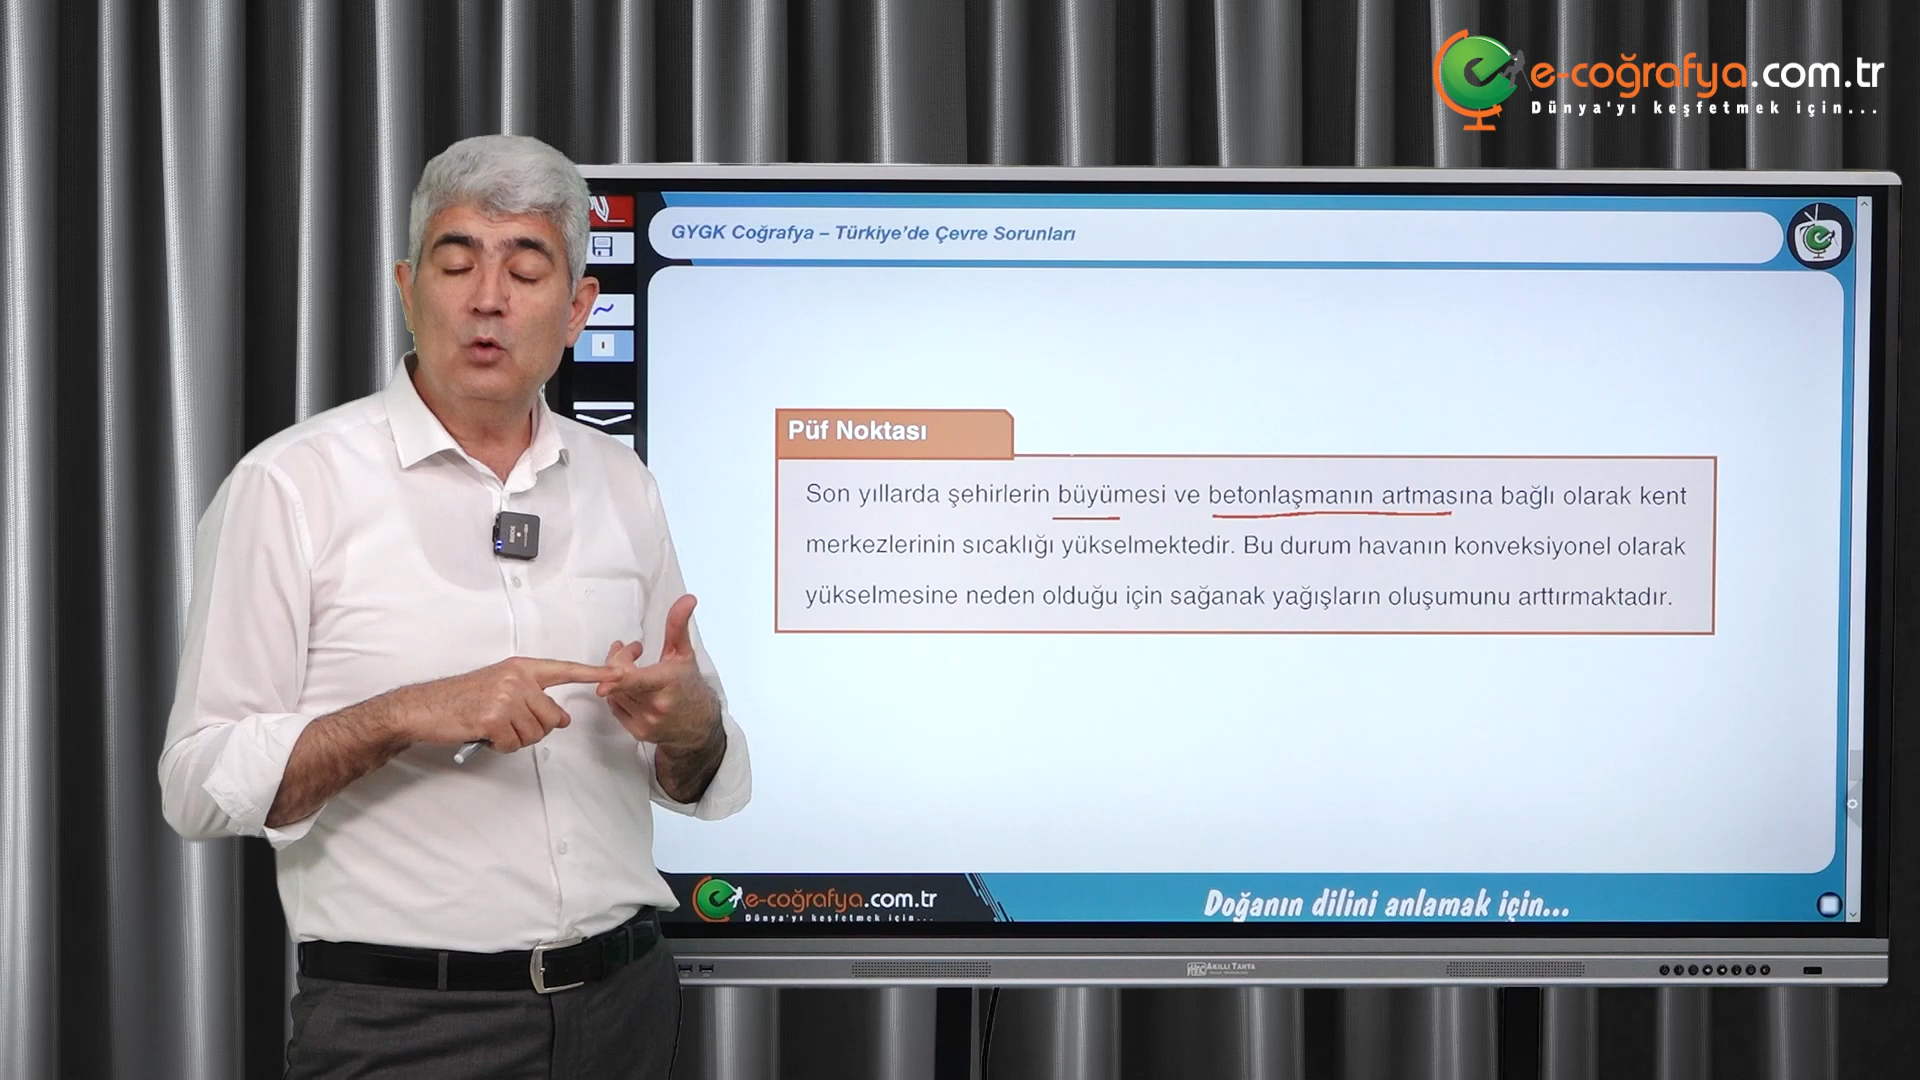 e-coğrafya.com.tr
Dünya'yı keşfetmek için...
GYGK Coğrafya – Türkiye'de Çevre Sorunları
Püf Noktası
Son yıllarda şehirlerin büyümesi ve betonlaşmanın artmasına bağlı olarak kent
merkezlerinin sıcaklığı yükselmektedir. Bu durum havanın konveksiyonel olarak
yükselmesine neden olduğu için sağanak yağışların oluşumunu arttırmaktadır.
e-coğrafya.com.tr
Dünya'yı keşfetmek için...
Doğanın dilini anlamak için...
AKILLI TAHTA